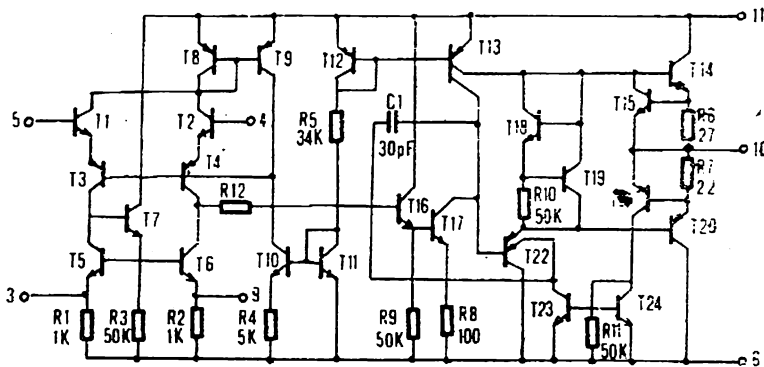 11
T8
T9
T12
T13
T14
T15
R6
27
5
T1
T2
4
R5
34K
C1
30pF
T18
10
T3
T4
R12
T16
T17
R10
50K
T19
R7
22
T20
T7
T5
T6
T10
T11
T22
3
9
R1
1K
R3
50K
R2
1K
R4
5K
R9
50K
R8
100
T23
T24
R11
50K
6